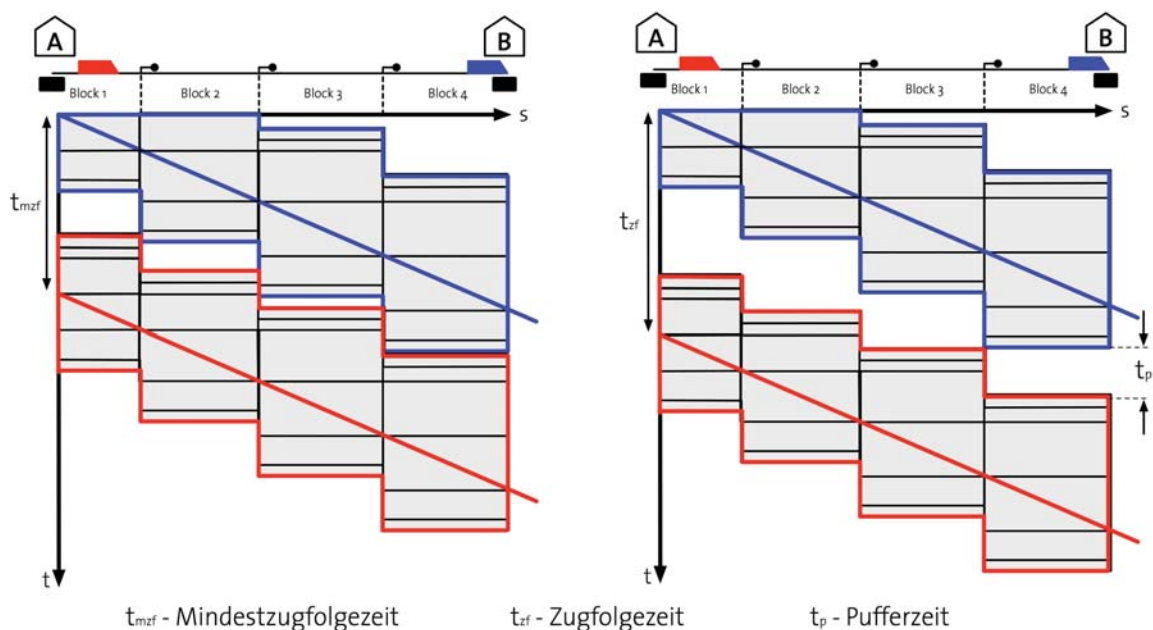 A B
Block 1 Block 2 Block 3 Block 4
s
tmzf
t
A B
Block 1 Block 2 Block 3 Block 4
s
tzf
tp
t
tmzf - Mindestzugfolgezeit tzf - Zugfolgezeit tp - Pufferzeit